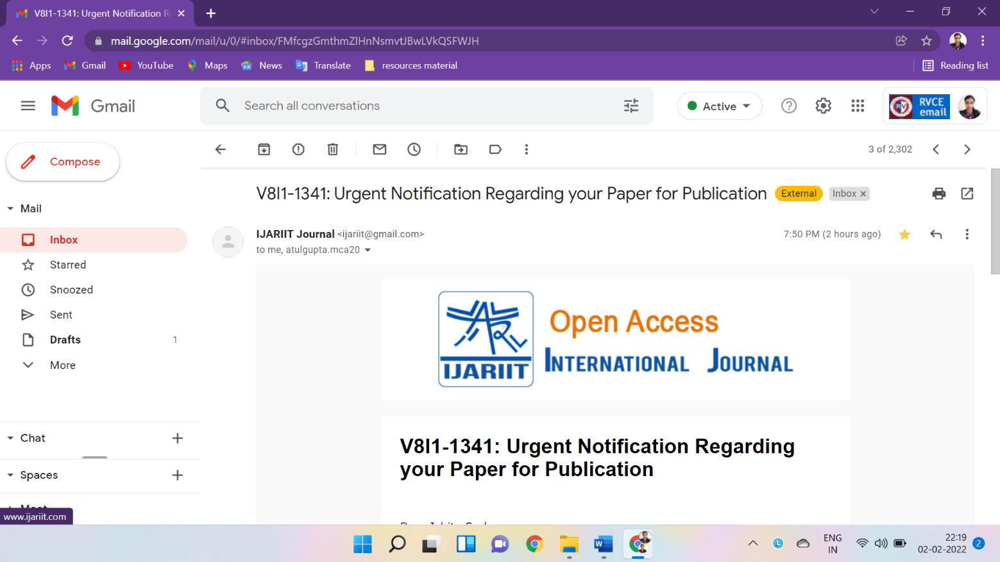 V8I1-1341: Urgent Notification R
mail.google.com/mail/u/0/#inbox/FMfcgzGmthmZlHnNsmvtJBwLVkQSFWJH
Apps Gmail YouTube Maps News Translate resources material Reading list
Gmail
Search all conversations
Active
RVCE
email
Compose
3 of 2,302
V8I1-1341: Urgent Notification Regarding your Paper for Publication External Inbox x
Mail
Inbox
Starred
Snoozed
Sent
Drafts 1
More
Chat
Spaces
IJARIIT Journal <ijariit@gmail.com> 7:50 PM (2 hours ago)
to me, atulgupta.mca20
IJARIIT
Open Access
International Journal
V8I1-1341: Urgent Notification Regarding
your Paper for Publication
www.ijariit.com
ENG
IN
22:19
02-02-2022
2